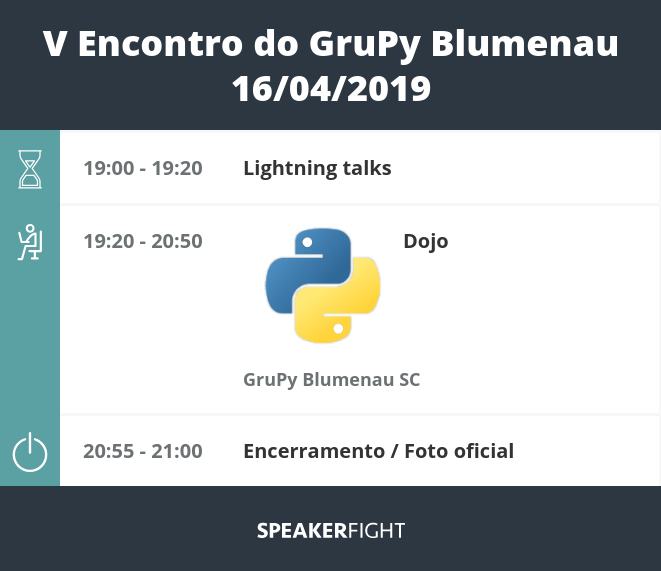 V Encontro do GruPy Blumenau
16/04/2019
19:00 - 19:20 Lightning talks
19:20 - 20:50 Dojo
GruPy Blumenau SC
20:55 - 21:00 Encerramento / Foto oficial
SPEAKERFIGHT